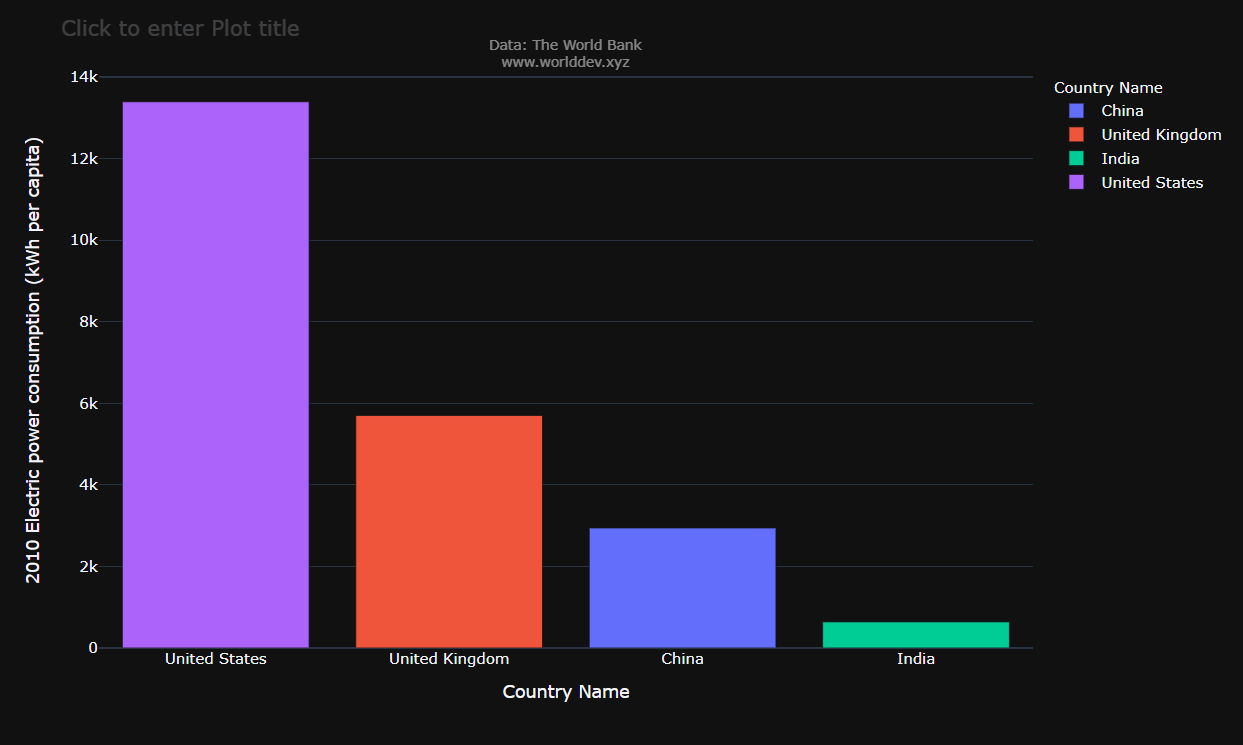 Click to enter Plot title
Data: The World Bank
www.worlddev.xyz
2010 Electric power consumption (kWh per capita)
14k
12k
10k
8k
6k
4k
2k
0
United States
United Kingdom
China
India
Country Name
Country Name
China
United Kingdom
India
United States